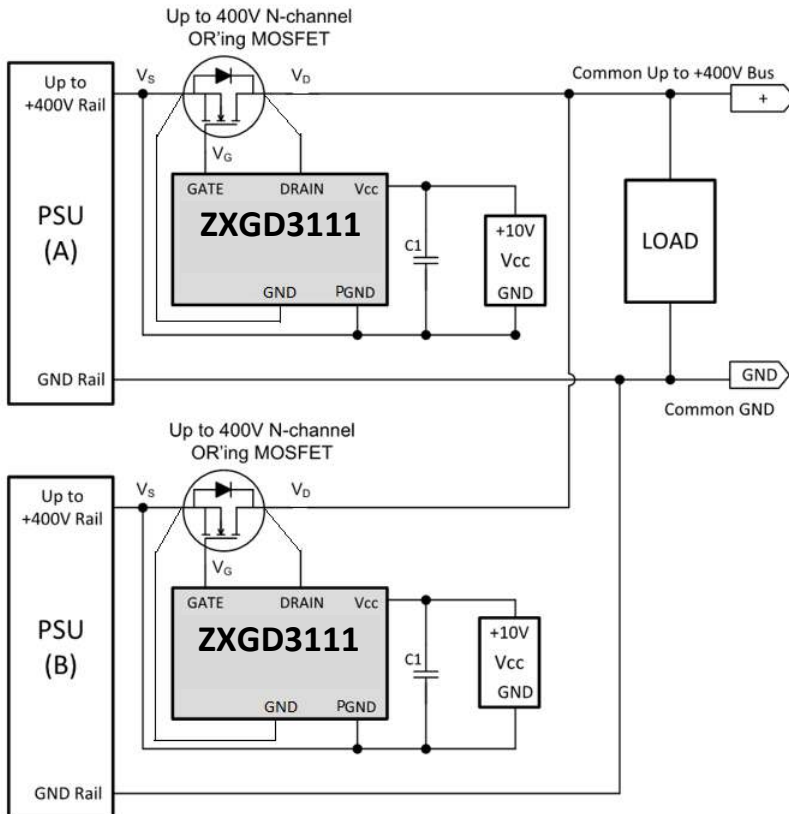 Up to 400V N-channel
OR'ing MOSFET
Up to
+400V Rail
VS
VD
Common Up to +400V Bus
+
VG
GATE
DRAIN
Vcc
ZXGD3111
PSU
(A)
C1
+10V
Vcc
GND
LOAD
GND
PGND
GND Rail
GND
Common GND
Up to 400V N-channel
OR'ing MOSFET
Up to
+400V Rail
VS
VD
VG
GATE
DRAIN
Vcc
ZXGD3111
PSU
(B)
C1
+10V
Vcc
GND
GND
PGND
GND Rail